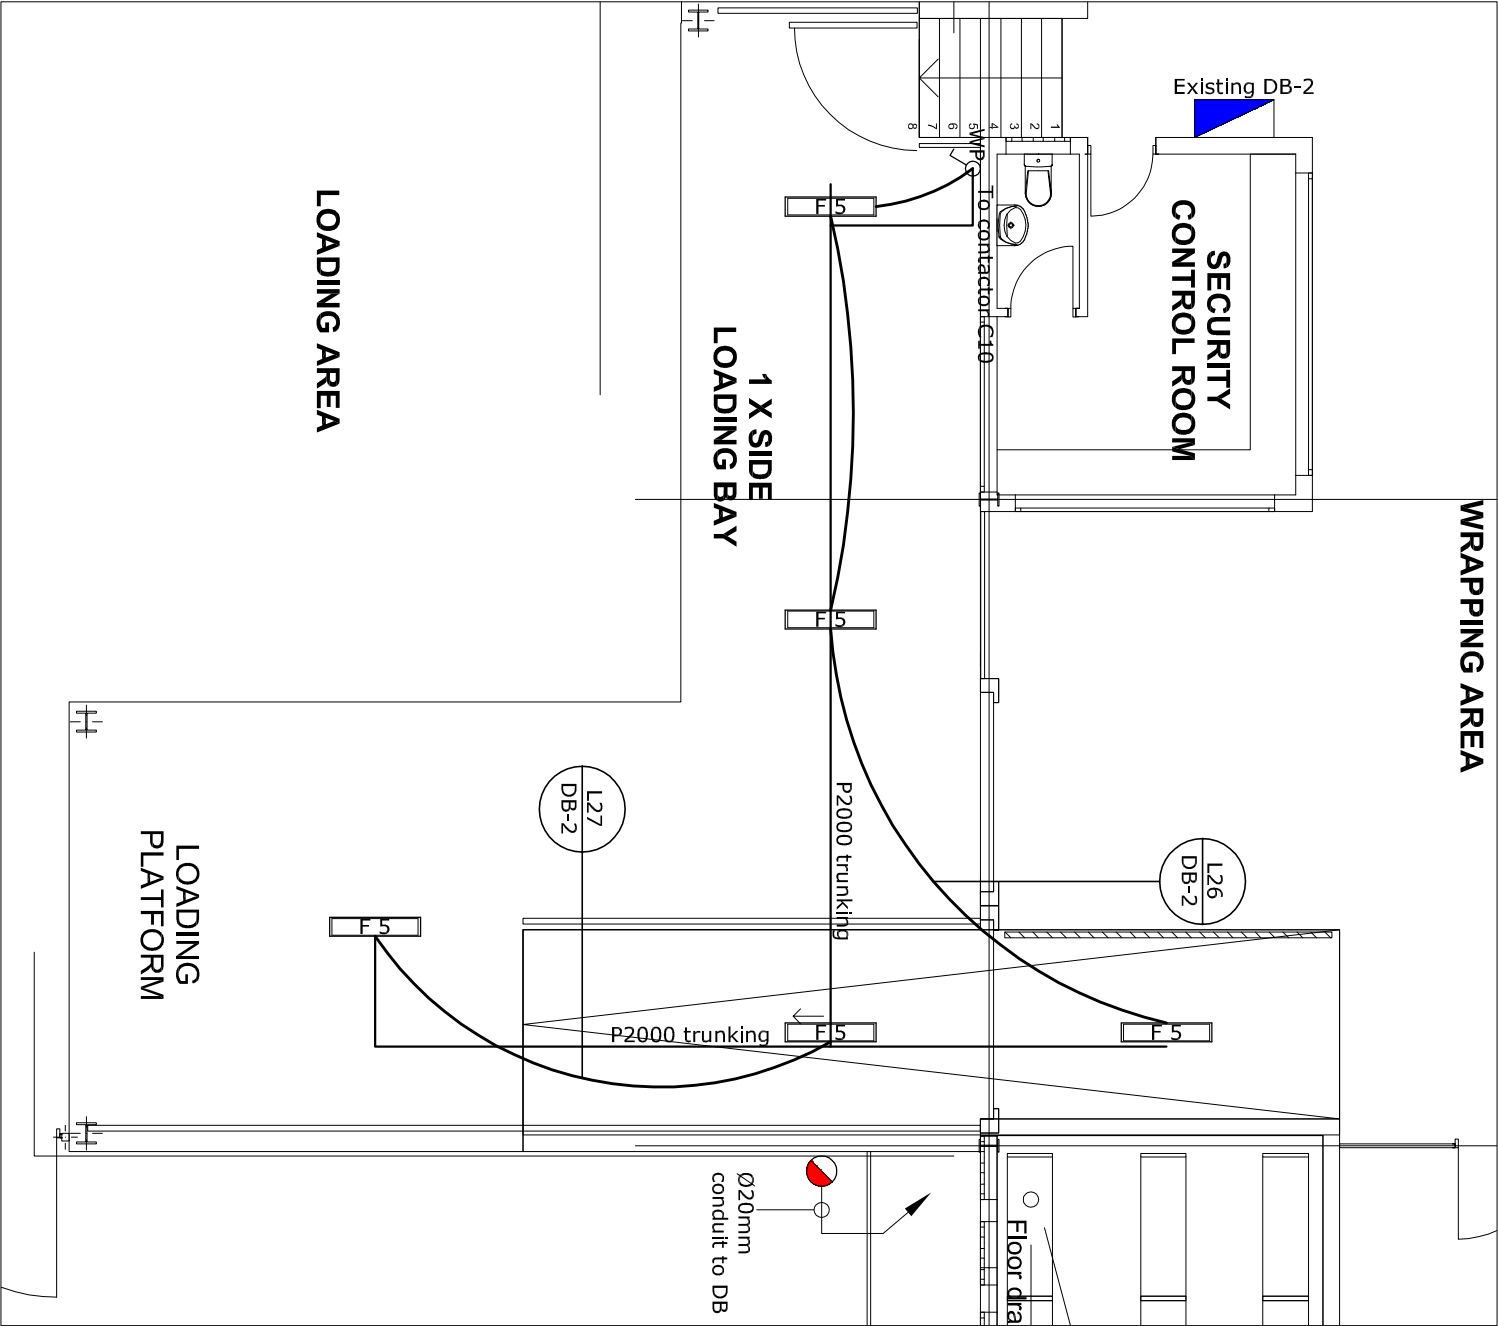 Existing DB-2
8
7
6
5
4
3
2
1
WP
To contactor C10
SECURITY
CONTROL ROOM
F 5
LOADING AREA
1 X SIDE
LOADING BAY
WRAPPING AREA
F 5
P2000 trunking
L27
DB-2
L26
DB-2
LOADING
PLATFORM
F 5
P2000 trunking
F 5
F 5
Ø20mm
conduit to DB
Floor dra